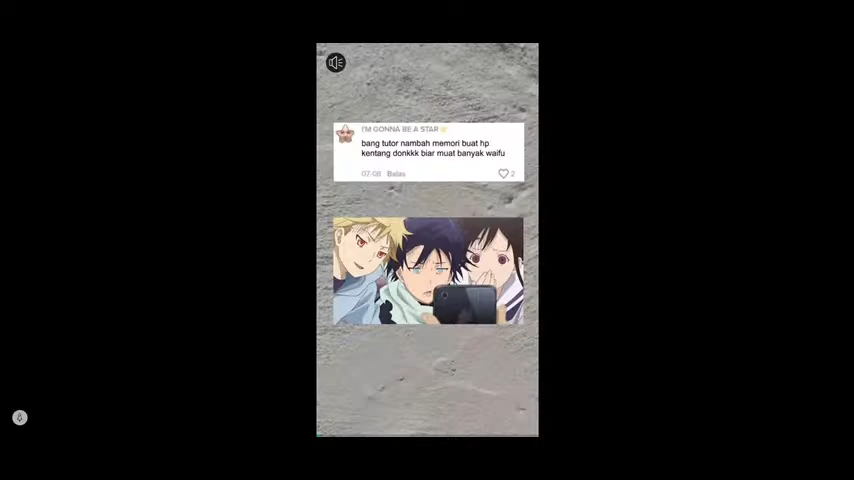 I'M GONNA BE A STAR⭐
bang tutor nambah memori buat hp
kentang donkkk biar muat banyak waifu
07-08 Balas 2